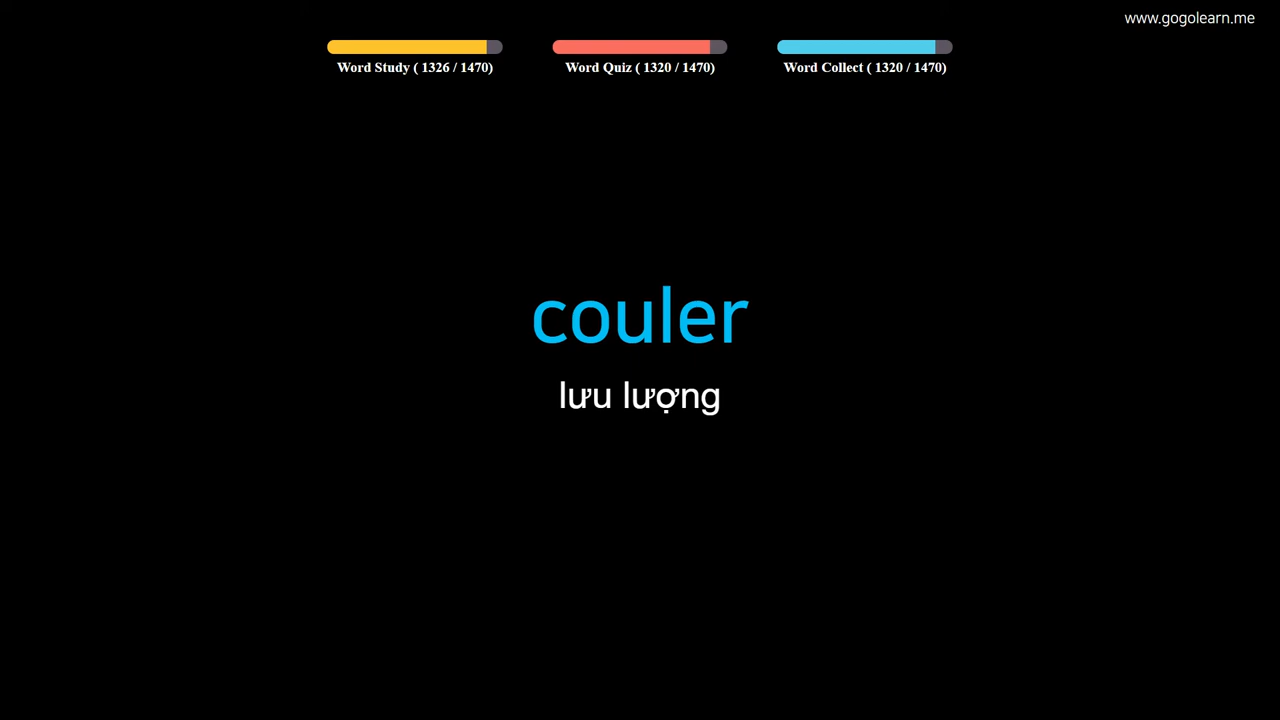 www.gogolearn.me
Word Study ( 1326 / 1470)
Word Quiz ( 1320 / 1470)
Word Collect ( 1320 / 1470)
couler
lưu lượng